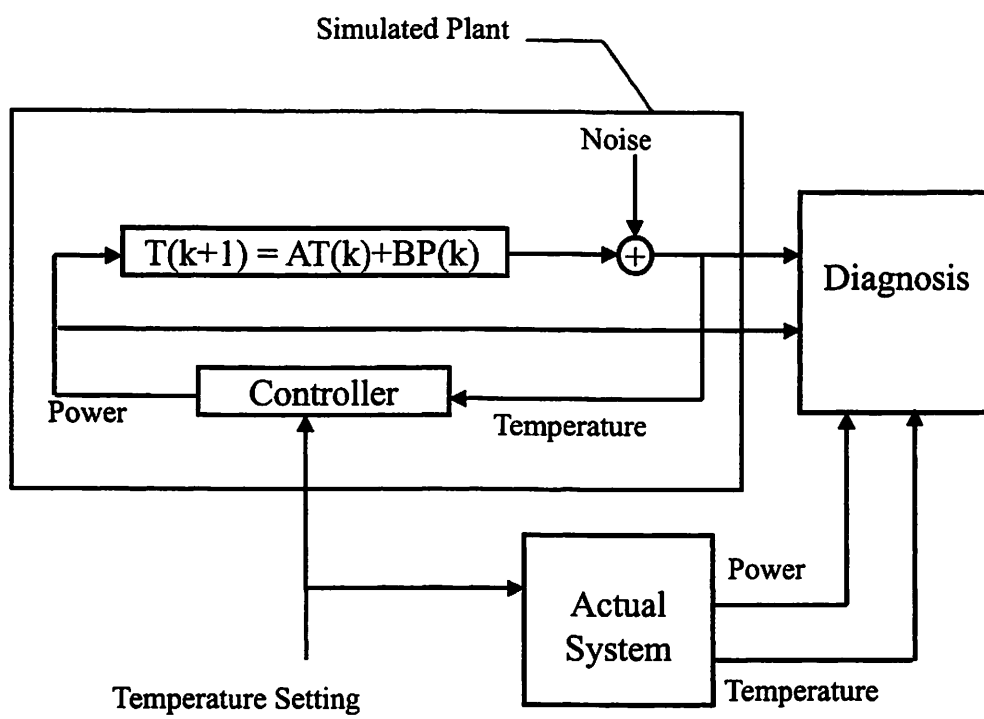 Simulated Plant
Noise
T(k+1) = AT(k)+BP(k)
+
Diagnosis
Controller
Power
Temperature
Power
Actual
System
Temperature Setting
Temperature